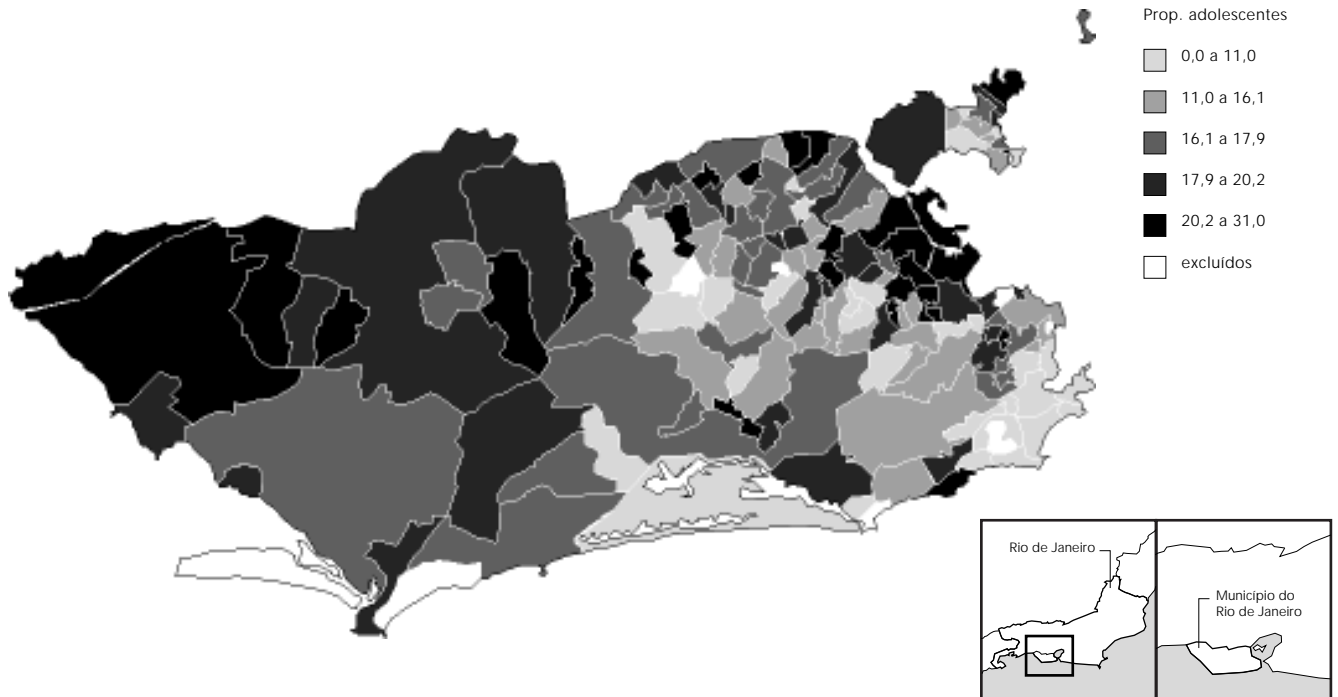 Prop. adolescentes
0,0 a 11,0
11,0 a 16,1
16,1 a 17,9
17,9 a 20,2
20,2 a 31,0
excluídos
Rio de Janeiro
Município do
Rio de Janeiro